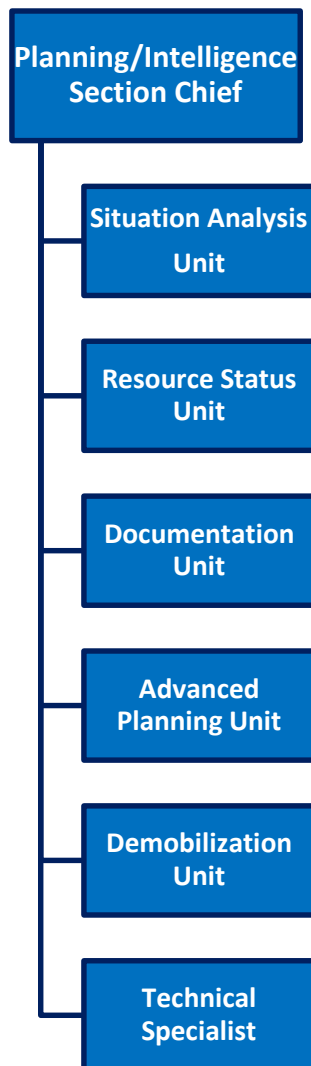 Planning/Intelligence
Section Chief
Situation Analysis
Unit
Resource Status
Unit
Documentation
Unit
Advanced
Planning Unit
Demobilization
Unit
Technical
Specialist